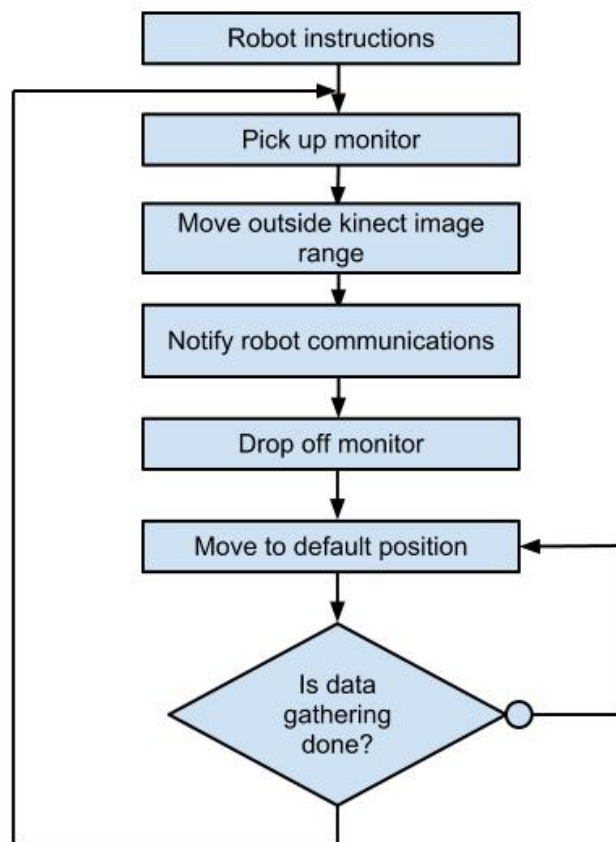 Robot instructions
Pick up monitor
Move outside kinect image
range
Notify robot communications
Drop off monitor
Move to default position
Is data
gathering
done?